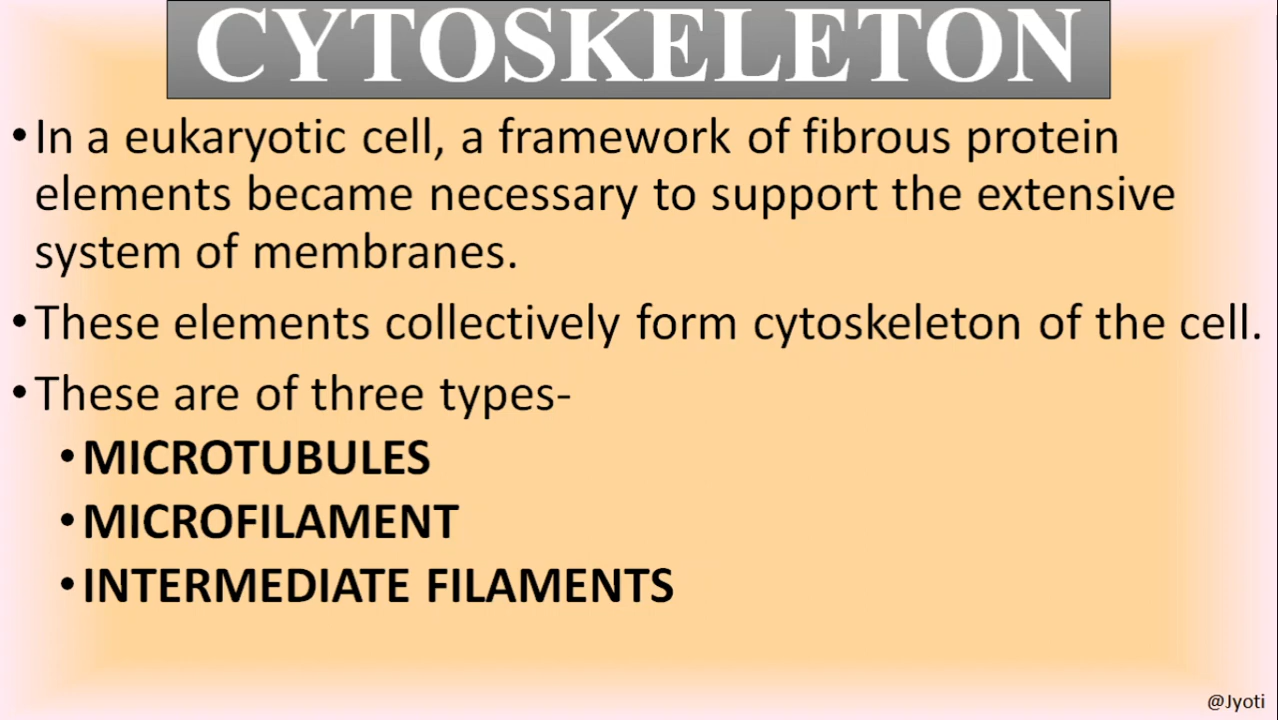 CYTOSKELETON
•In a eukaryotic cell, a framework of fibrous protein
elements became necessary to support the extensive
system of membranes.
•These elements collectively form cytoskeleton of the cell.
•These are of three types-
•MICROTUBULES
•MICROFILAMENT
•INTERMEDIATE FILAMENTS
@Jyoti